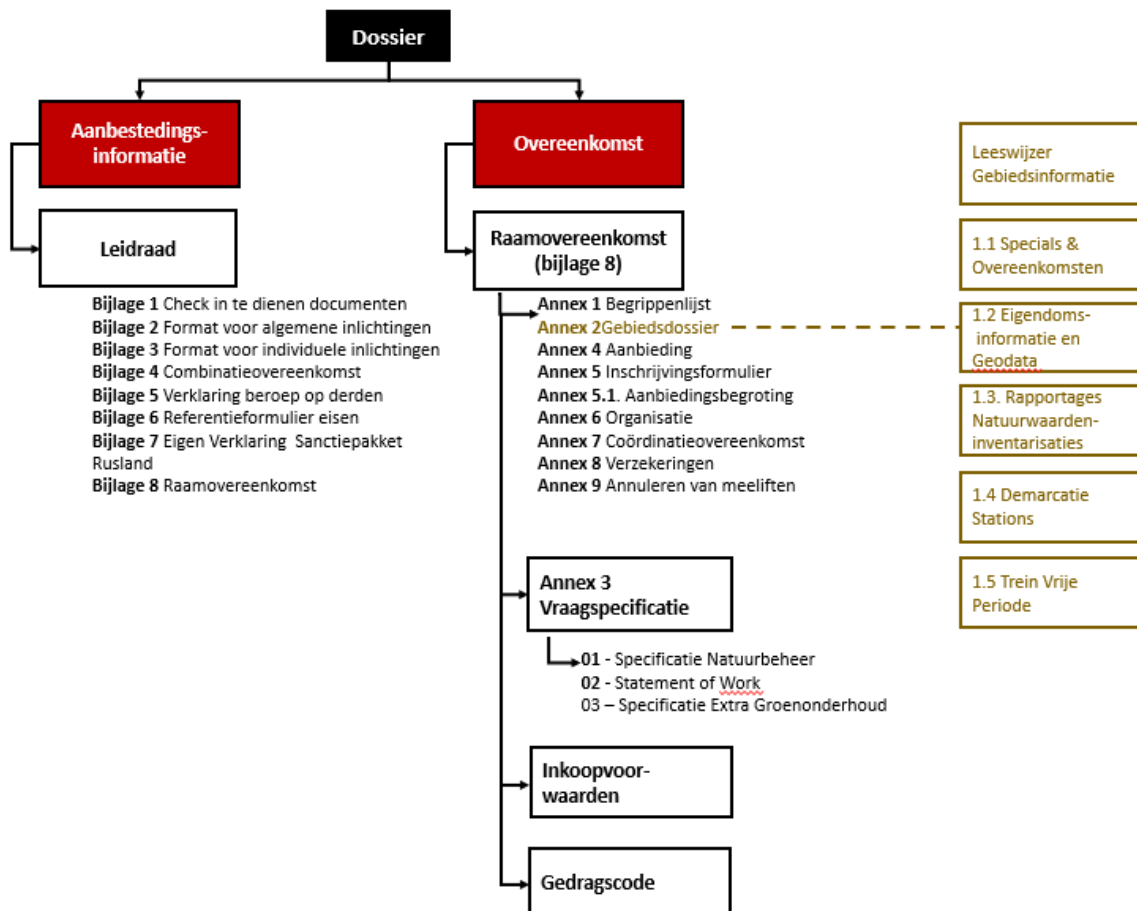 Dossier
Aanbestedings-
informatie
Leidraad
Bijlage 1 Check in te dienen documenten
Bijlage 2 Format voor algemene inlichtingen
Bijlage 3 Format voor individuele inlichtingen
Bijlage 4 Combinatieovereenkomst
Bijlage 5 Verklaring beroep op derden
Bijlage 6 Referentieformulier eisen
Bijlage 7 Eigen Verklaring Sanctiepakket
Rusland
Bijlage 8 Raamovereenkomst
Overeenkomst
Raamovereenkomst
(bijlage 8)
Annex 1 Begrippenlijst
Annex 2Gebiedsdossier
Annex 4 Aanbieding
Annex 5 Inschrijvingsformulier
Annex 5.1. Aanbiedingsbegroting
Annex 6 Organisatie
Annex 7 Coördinatieovereenkomst
Annex 8 Verzekeringen
Annex 9 Annuleren van meeliften
Annex 3
Vraagspecificatie
01 - Specificatie Natuurbeheer
02 - Statement of Work
03 – Specificatie Extra Groenonderhoud
Inkoopvoor-
waarden
Gedragscode
Leeswijzer
Gebiedsinformatie
1.1 Specials &
Overeenkomsten
1.2 Eigendoms-
informatie en
Geodata
1.3. Rapportages
Natuurwaarden-
inventarisaties
1.4 Demarcatie
Stations
1.5 Trein Vrije
Periode